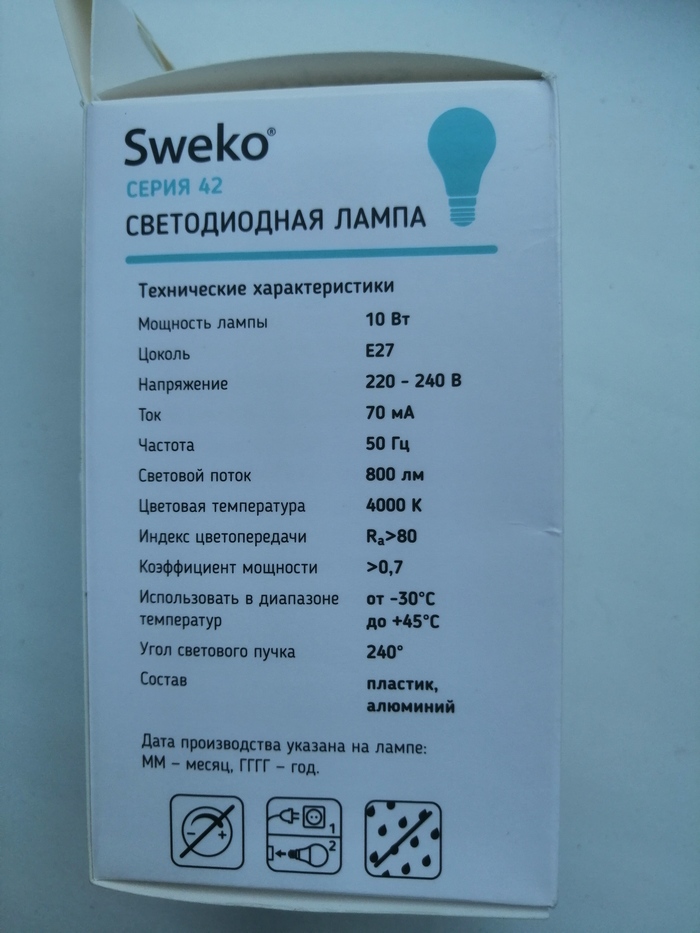 Sweko®
СЕРИЯ 42
СВЕТОДИОДНАЯ ЛАМПА
Технические характеристики
Мощность лампы 10 Вт
Цоколь E27
Напряжение 220 – 240 В
Ток 70 мА
Частота 50 Гц
Световой поток 800 лм
Цветовая температура 4000 К
Индекс цветопередачи Ra>80
Коэффициент мощности >0,7
Использовать в диапазоне от -30°С
температур до +45°С
Угол светового пучка 240°
Состав пластик,
алюминий
Дата производства указана на лампе:
ММ – месяц, ГГГГ – год.
- +
1
2